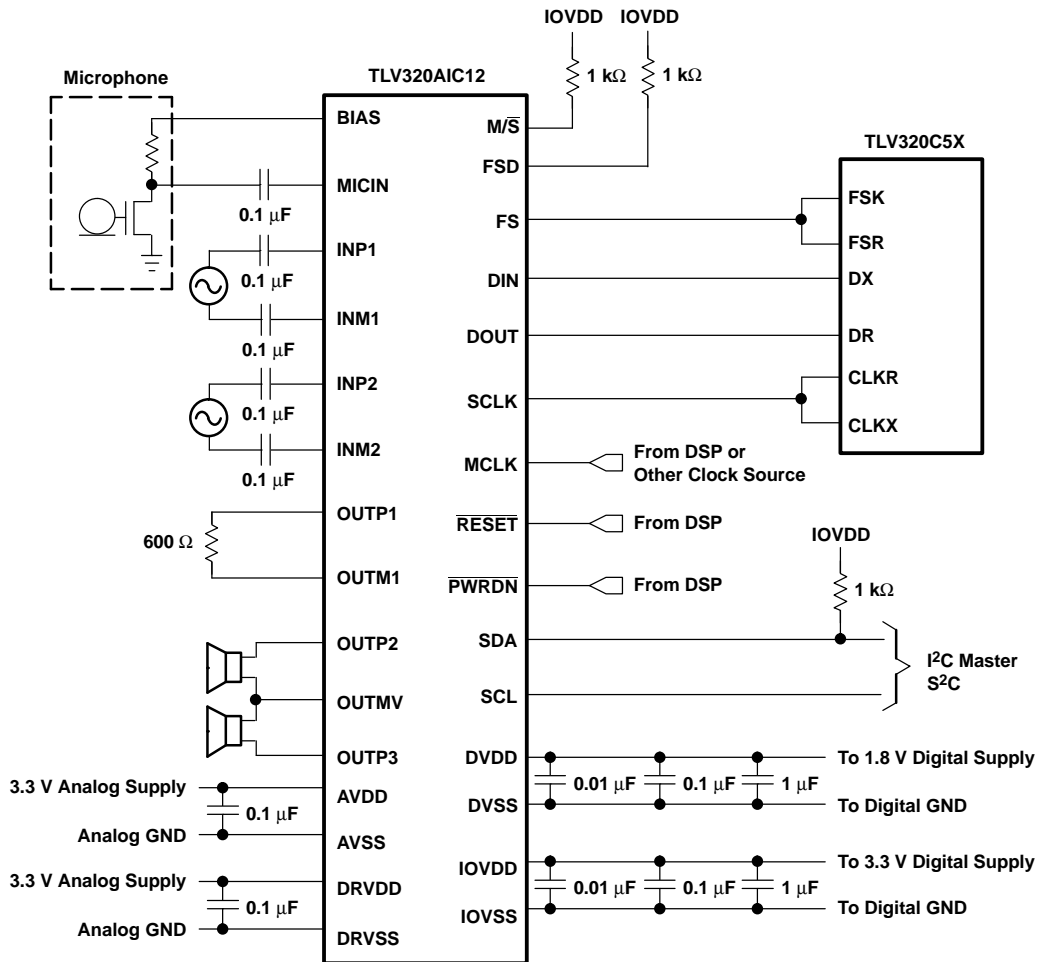 IOVDD
IOVDD
1 kΩ
1 kΩ
Microphone
TLV320AIC12
TLV320C5X
BIAS
MICIN
0.1 μF
INP1
0.1 μF
INM1
0.1 μF
INP2
0.1 μF
INM2
0.1 μF
OUTP1
600 Ω
OUTM1
OUTP2
OUTMV
OUTP3
3.3 V Analog Supply
AVDD
0.1 μF
Analog GND
AVSS
3.3 V Analog Supply
DRVDD
0.1 μF
Analog GND
DRVSS
M/S̅
FSD
FS
DIN
DOUT
SCLK
MCLK
R̅E̅S̅E̅T̅
P̅W̅R̅D̅N̅
SDA
SCL
DVDD
DVSS
IOVDD
IOVSS
FSK
FSR
DX
DR
CLKR
CLKX
From DSP or
Other Clock Source
From DSP
From DSP
IOVDD
1 kΩ
I²C Master
S²C
To 1.8 V Digital Supply
0.01 μF
0.1 μF
1 μF
To Digital GND
To 3.3 V Digital Supply
0.01 μF
0.1 μF
1 μF
To Digital GND